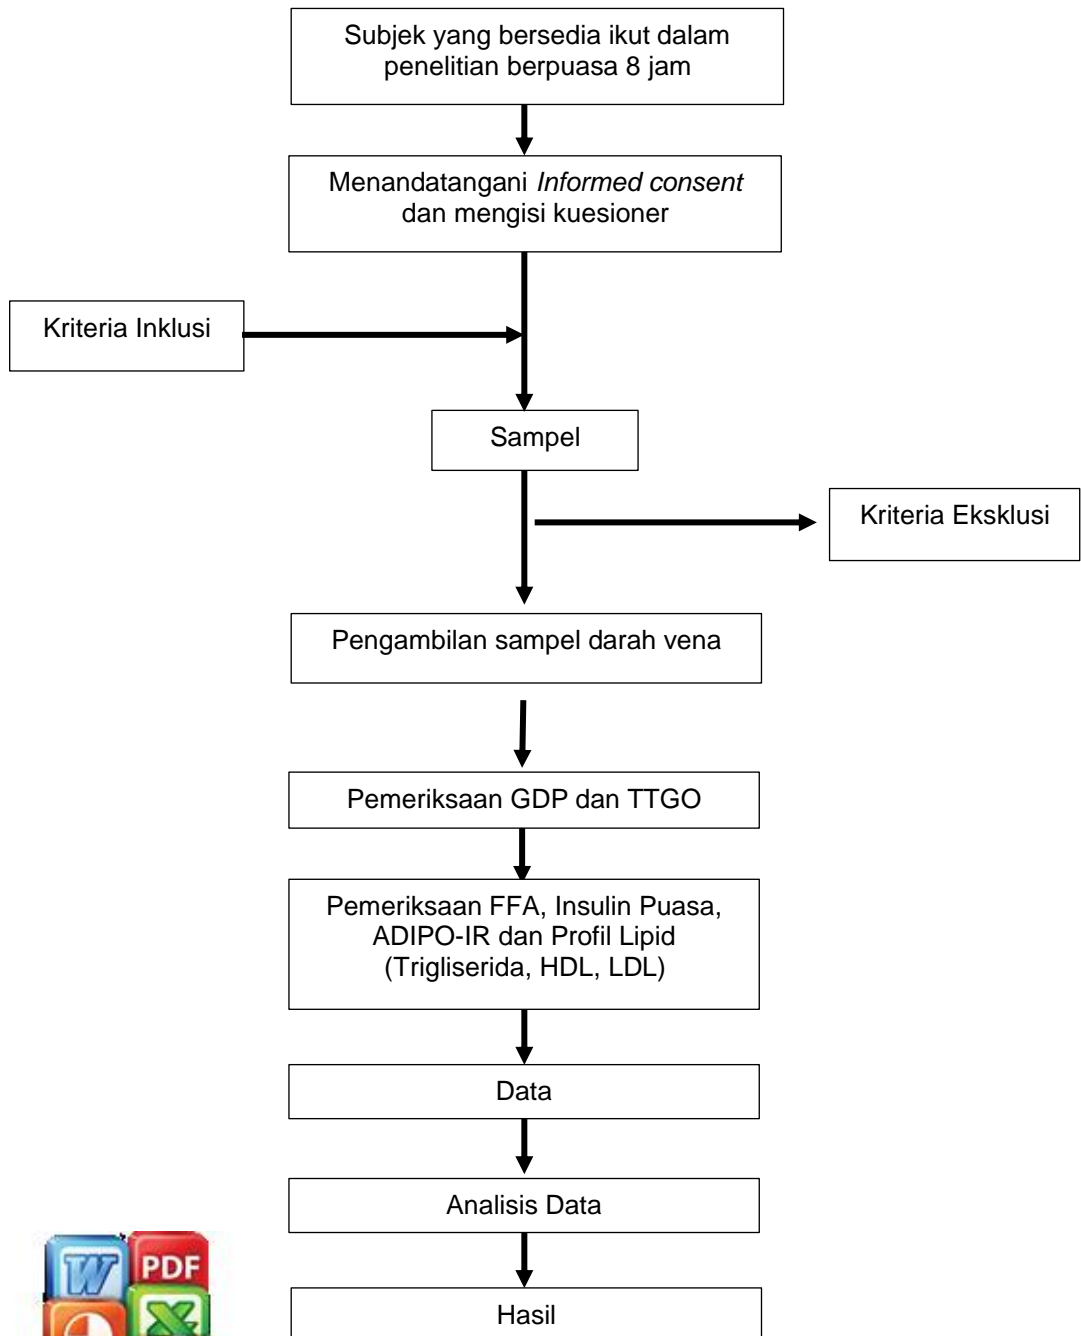 Subjek yang bersedia ikut dalam
penelitian berpuasa 8 jam
Menandatangani Informed consent
dan mengisi kuesioner
Kriteria Inklusi
Sampel
Kriteria Eksklusi
Pengambilan sampel darah vena
Pemeriksaan GDP dan TTGO
Pemeriksaan FFA, Insulin Puasa,
ADIPO-IR dan Profil Lipid
(Trigliserida, HDL, LDL)
Data
Analisis Data
W PDF
Hasil